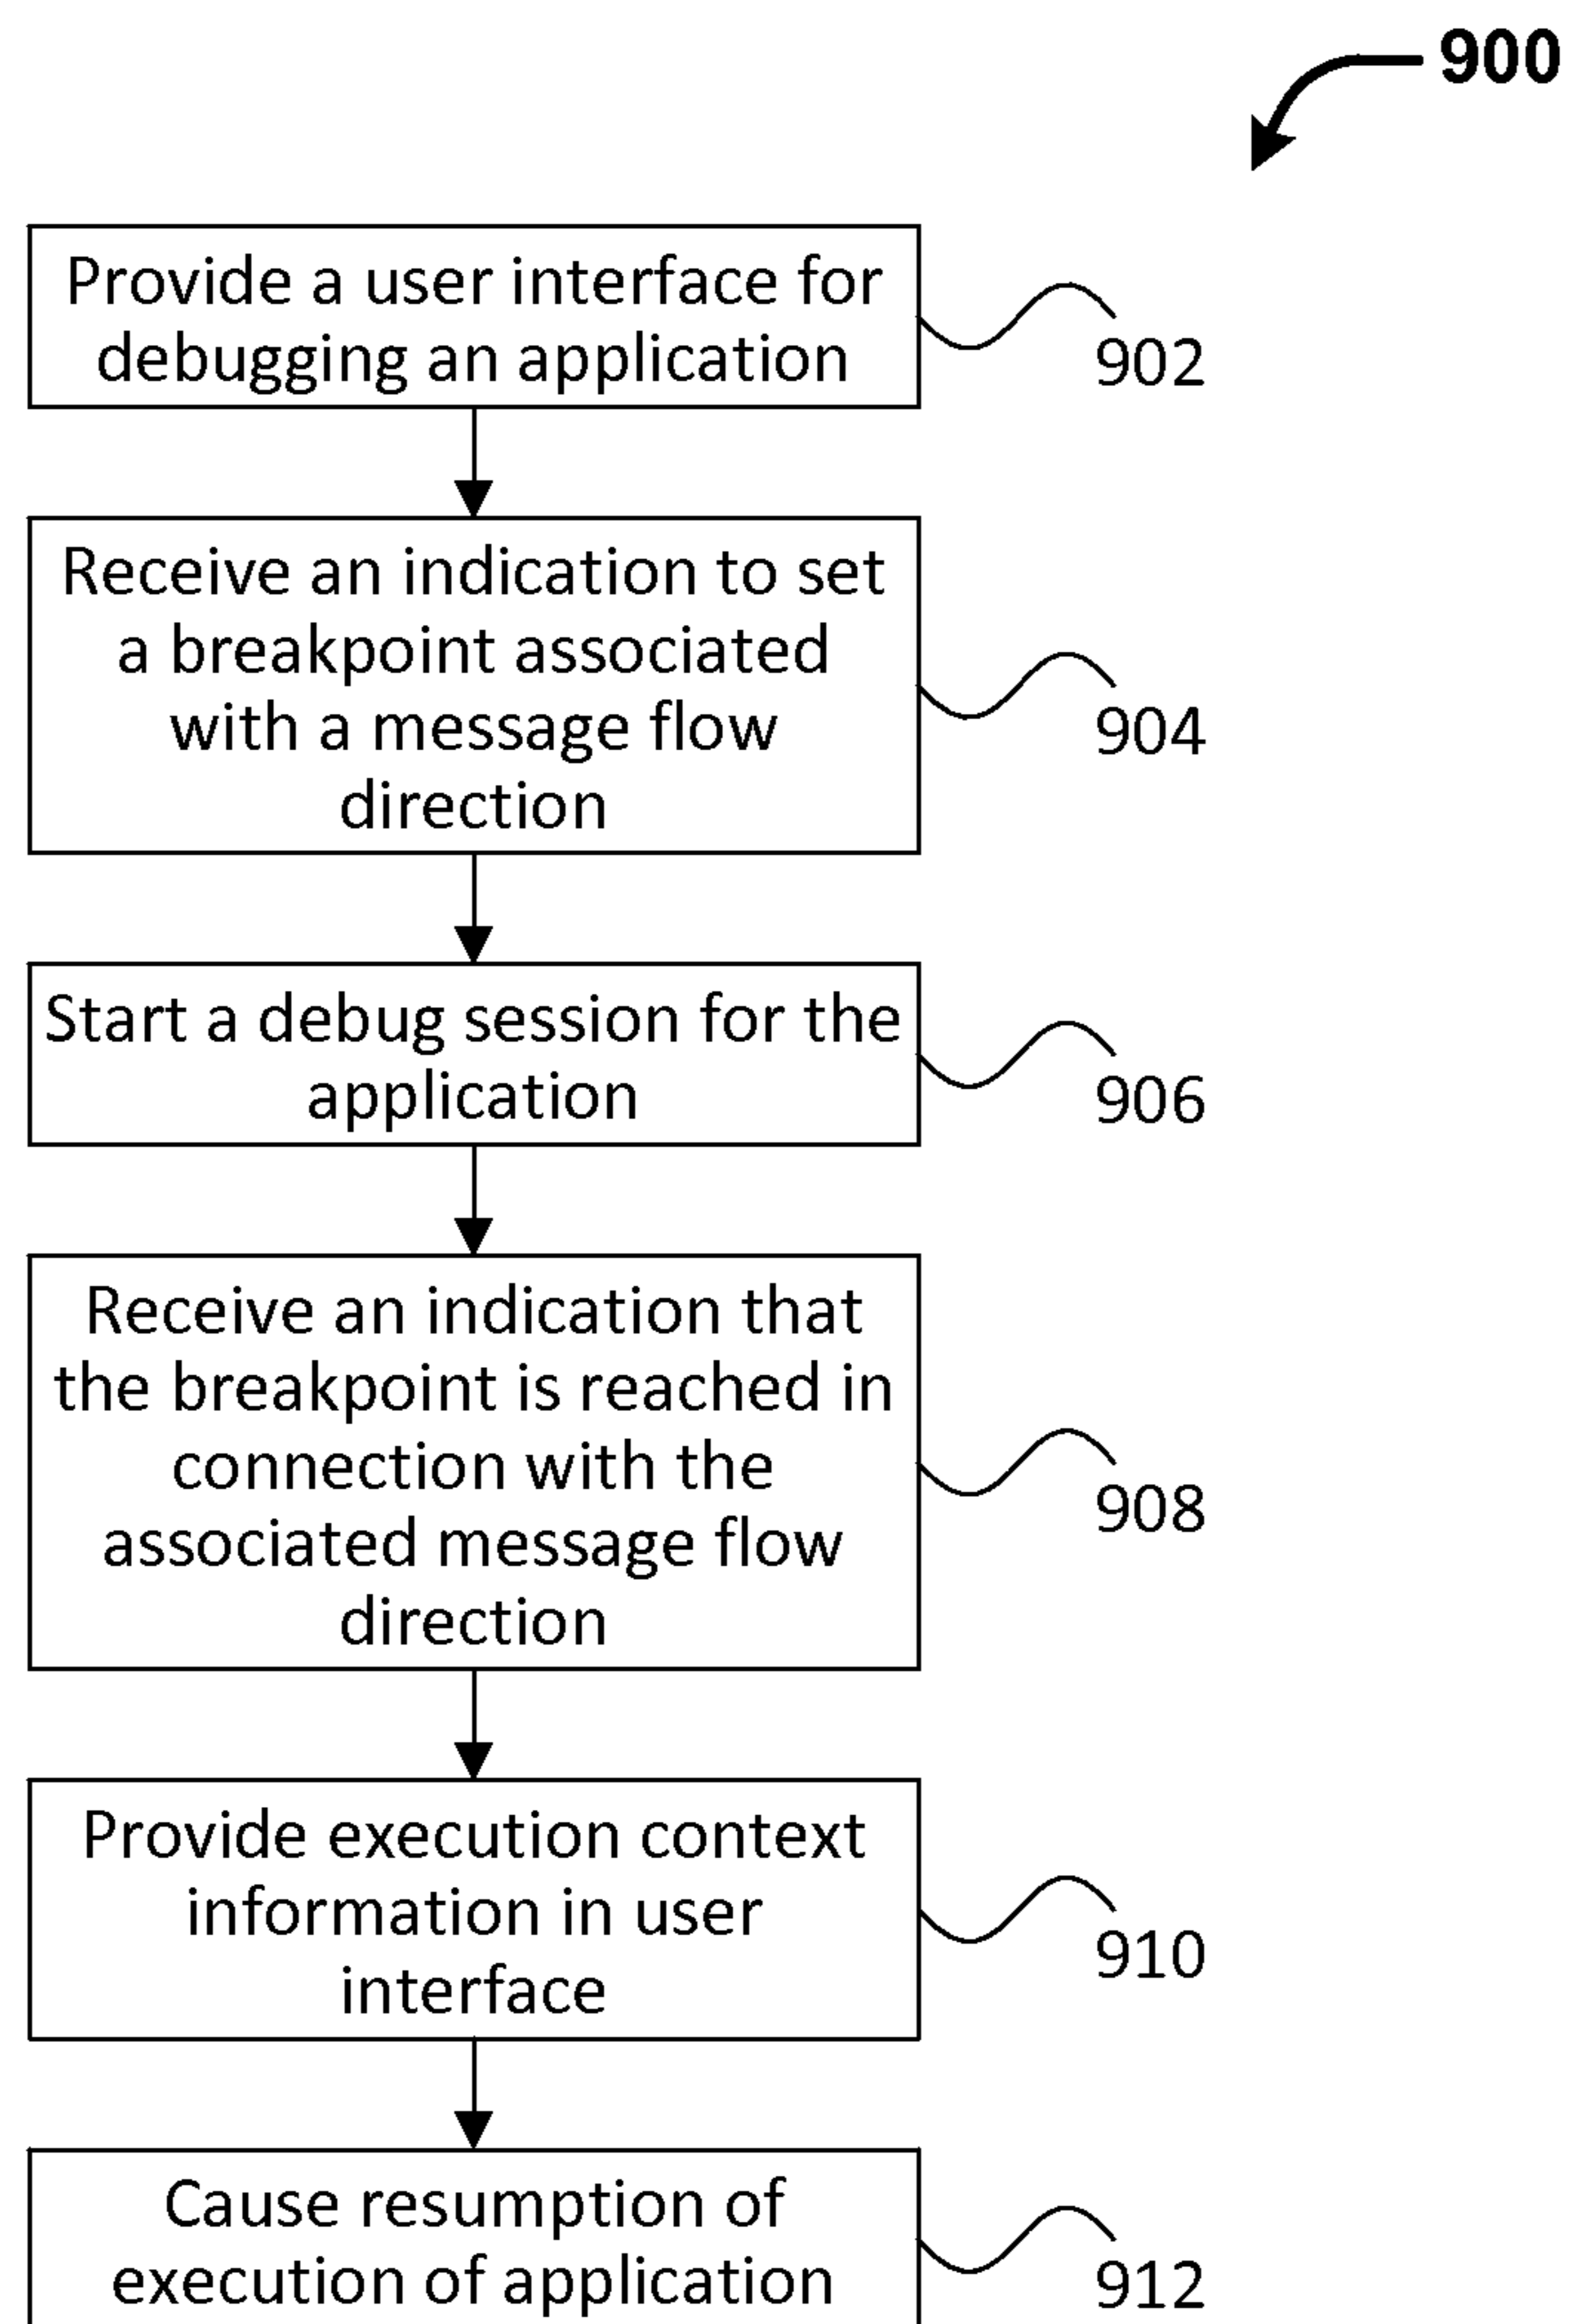 900
Provide a user interface for
debugging an application
902
Receive an indication to set
a breakpoint associated
with a message flow
direction
904
Start a debug session for the
application
906
Receive an indication that
the breakpoint is reached in
connection with the
associated message flow
direction
908
Provide execution context
information in user
interface
910
Cause resumption of
execution of application
912